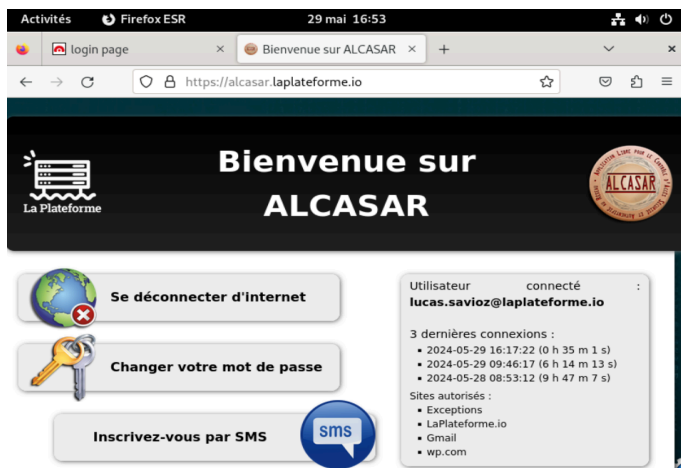 Activités Firefox ESR 29 mai 16:53
login page × Bienvenue sur ALCASAR × +
https://alcasar.laplateforme.io
La Plateforme
Bienvenue sur
ALCASAR
ALCASAR
Se déconnecter d'internet
Changer votre mot de passe
Inscrivez-vous par SMS
sms
Utilisateur connecté :
lucas.savioz@laplateforme.io
3 dernières connexions :
2024-05-29 16:17:22 (0 h 35 m 1 s)
2024-05-29 09:46:17 (6 h 14 m 13 s)
2024-05-28 08:53:12 (9 h 47 m 7 s)
Sites autorisés :
Exceptions
LaPlateforme.io
Gmail
wp.com